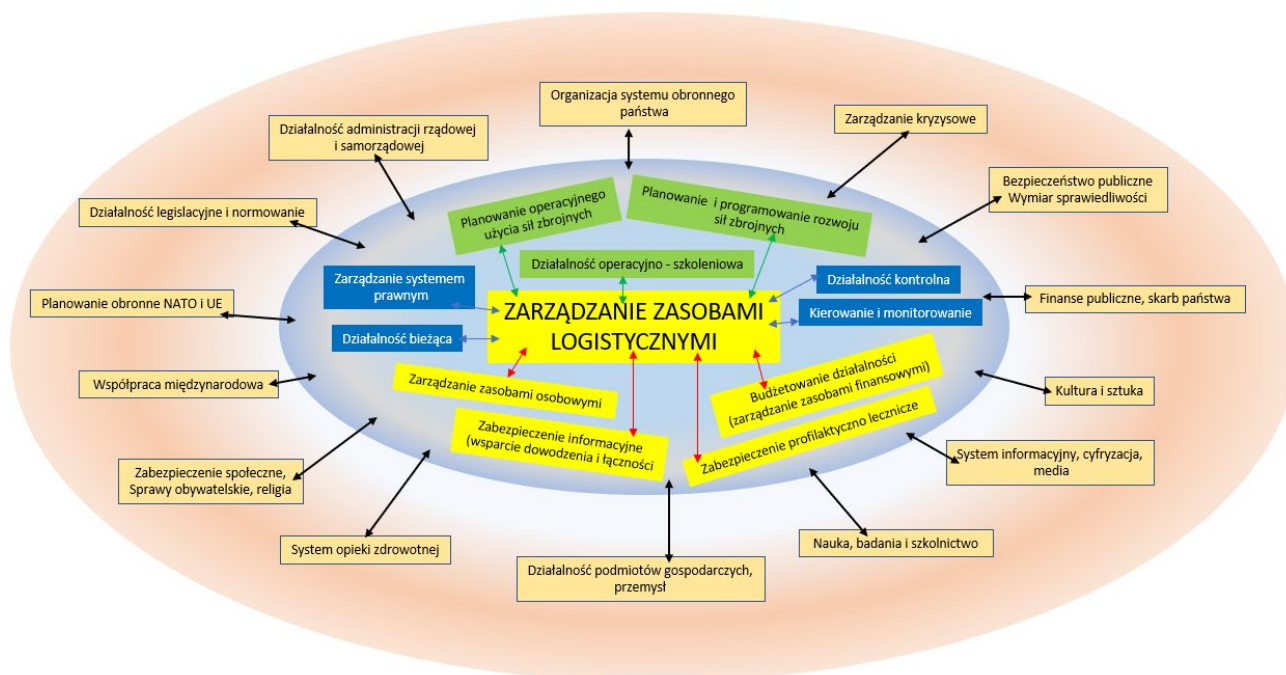 Organizacja systemu obronnego
państwa
Zarządzanie kryzysowe
Działalność administracji rządowej
i samorządowej
Bezpieczeństwo publiczne
Wymiar sprawiedliwości
Działalność legislacyjne i normowanie
Planowanie operacyjnego
użycia sił zbrojnych
Planowanie i programowanie rozwoju
sił zbrojnych
Działalność operacyjno - szkoleniowa
Zarządzanie systemem
prawnym
Działalność kontrolna
Planowanie obronne NATO i UE
Finanse publiczne, skarb państwa
ZARZĄDZANIE ZASOBAMI
LOGISTYCZNYMI
Kierowanie i monitorowanie
Działalność bieżąca
Współpraca międzynarodowa
Zarządzanie zasobami osobowymi
Budżetowanie działalności
(zarządzanie zasobami finansowymi)
Kultura i sztuka
Zabezpieczenie informacyjne
(wsparcie dowodzenia i łączności
Zabezpieczenie profilaktyczno lecznicze
Zabezpieczenie społeczne,
Sprawy obywatelskie, religia
System informacyjny, cyfryzacja,
media
System opieki zdrowotnej
Nauka, badania i szkolnictwo
Działalność podmiotów gospodarczych,
przemysł